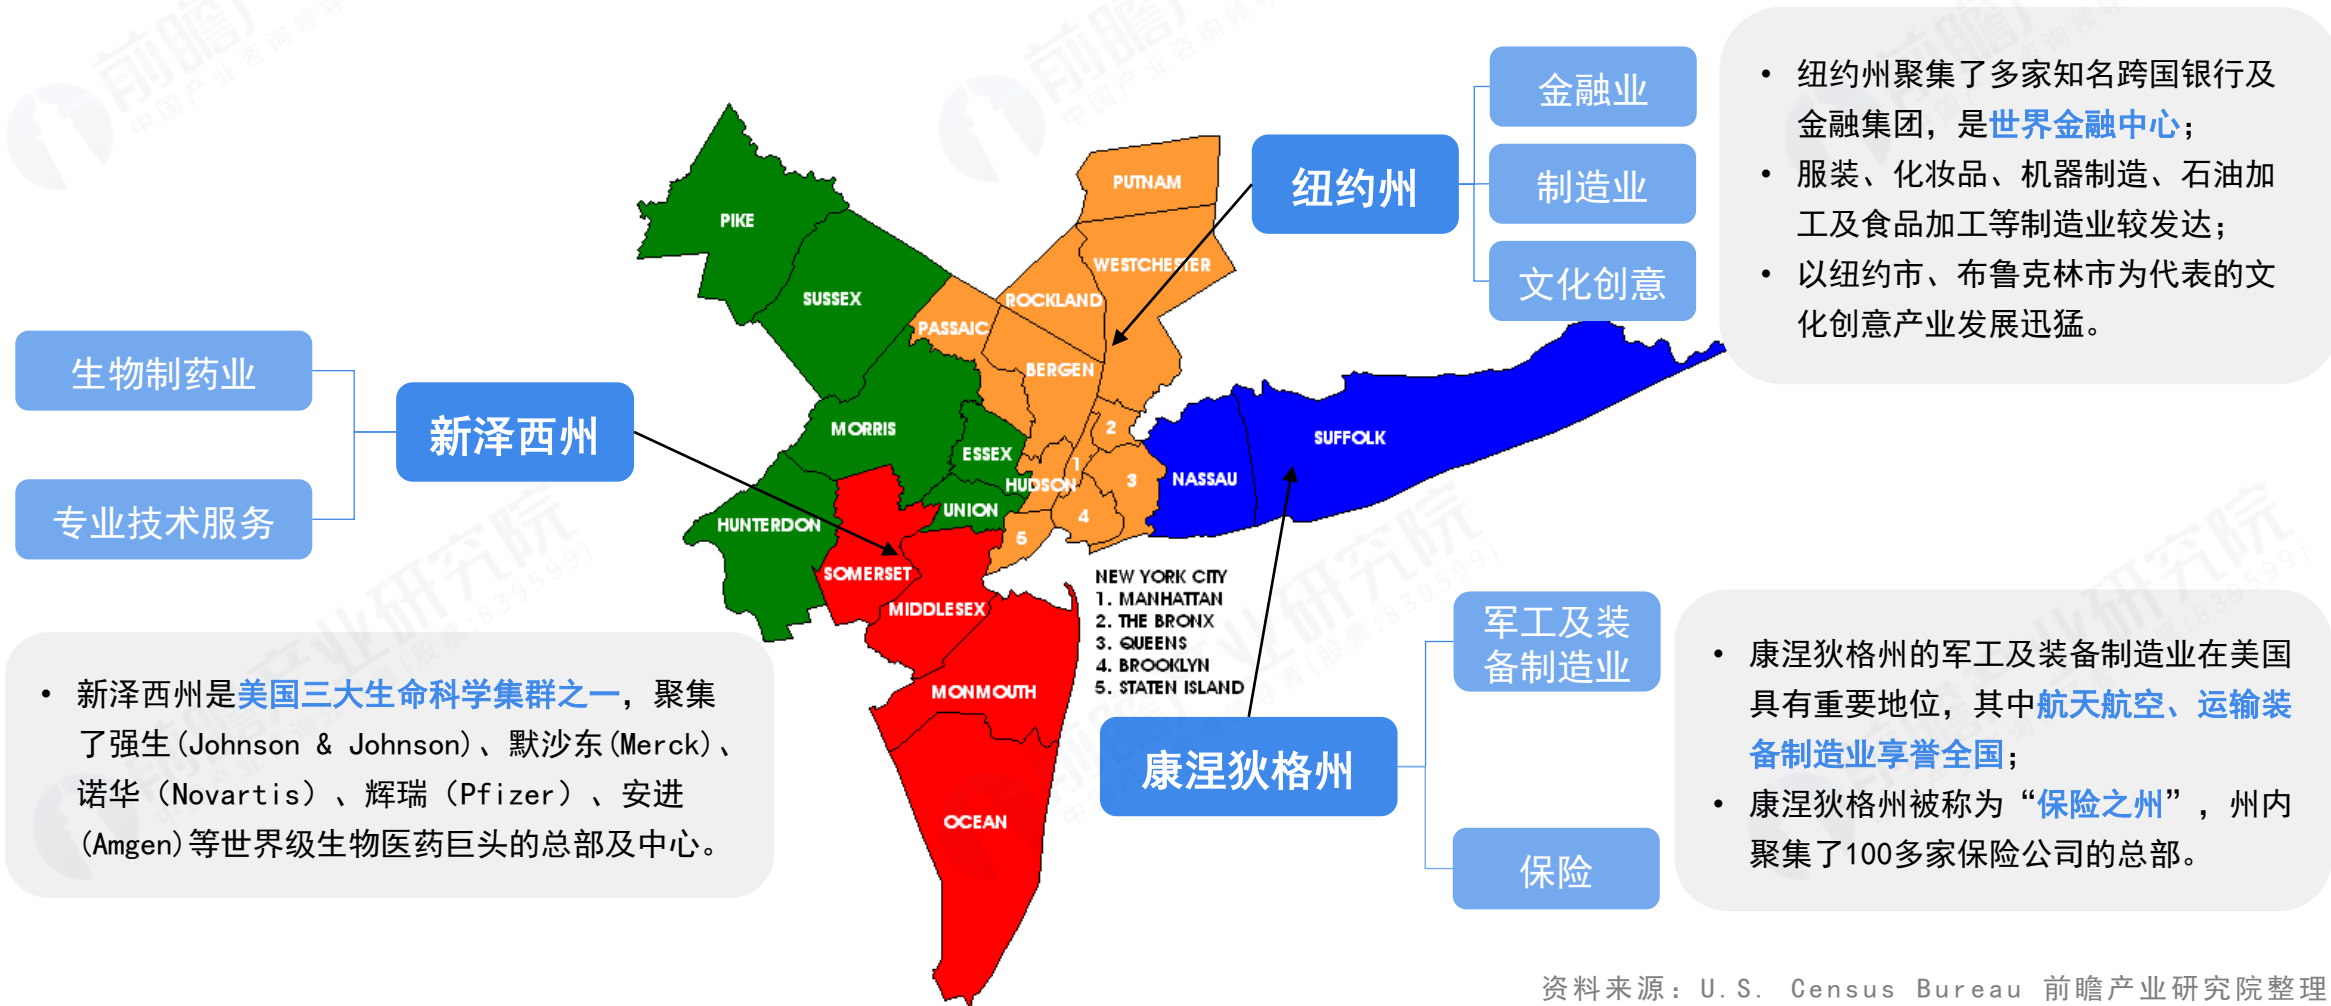 金融业
制造业
文化创意
纽约州
• 纽约州聚集了多家知名跨国银行及
金融集团，是世界金融中心；
• 服装、化妆品、机器制造、石油加
工及食品加工等制造业较发达；
• 以纽约市、布鲁克林市为代表的文
化创意产业发展迅猛。
生物制药业
专业技术服务
新泽西州
• 新泽西州是美国三大生命科学集群之一，聚集
了强生(Johnson & Johnson)、默沙东(Merck)、
诺华（Novartis）、辉瑞（Pfizer）、安进
(Amgen)等世界级生物医药巨头的总部及中心。
PIKE
SUSSEX
PASSAIC
PUTNAM
WESTCHESTER
ROCKLAND
BERGEN
MORRIS
ESSEX
HUDSON
UNION
HUNTERDON
SOMERSET
MIDDLESEX
MONMOUTH
OCEAN
1
2
3
4
5
NASSAU
SUFFOLK
NEW YORK CITY
1. MANHATTAN
2. THE BRONX
3. QUEENS
4. BROOKLYN
5. STATEN ISLAND
康涅狄格州
军工及装
备制造业
保险
• 康涅狄格州的军工及装备制造业在美国
具有重要地位，其中航天航空、运输装
备制造业享誉全国；
• 康涅狄格州被称为“保险之州”，州内
聚集了100多家保险公司的总部。
资料来源：U.S. Census Bureau 前瞻产业研究院整理